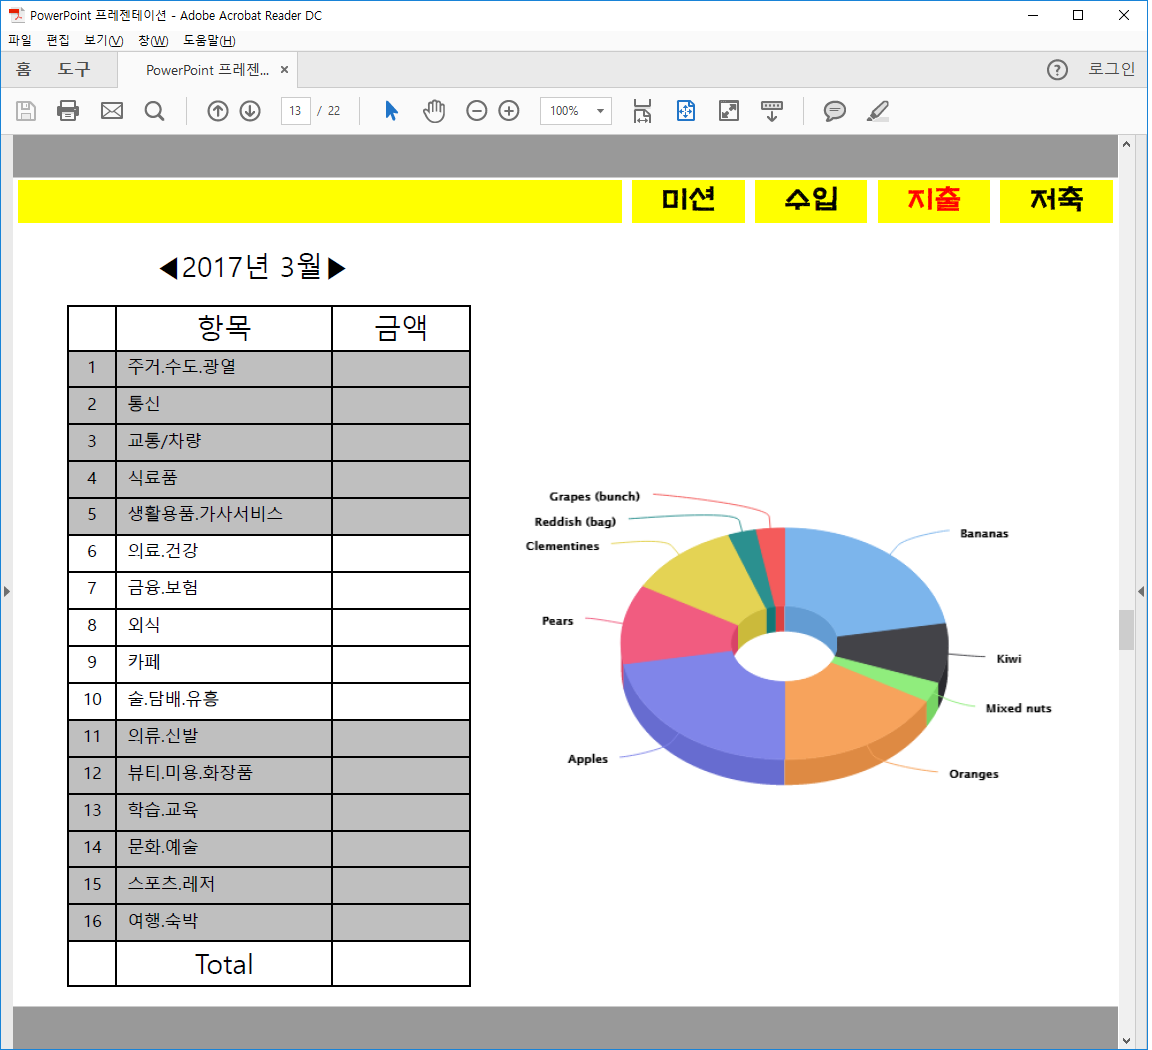 PowerPoint 프레젠테이션 - Adobe Acrobat Reader DC
파일 편집 보기(V) 창(W) 도움말(H)
홈 도구 PowerPoint 프레젠... × ? 로그인
13 / 22 100%
미션 수입 지출 저축
◀2017년 3월▶
항목 금액
1 주거.수도.광열
2 통신
3 교통/차량
4 식료품
5 생활용품.가사서비스
6 의료.건강
7 금융.보험
8 외식
9 카페
10 술.담배.유흥
11 의류.신발
12 뷰티.미용.화장품
13 학습.교육
14 문화.예술
15 스포츠.레저
16 여행.숙박
Total
Grapes (bunch)
Reddish (bag)
Clementines
Pears
Apples
Bananas
Kiwi
Mixed nuts
Oranges